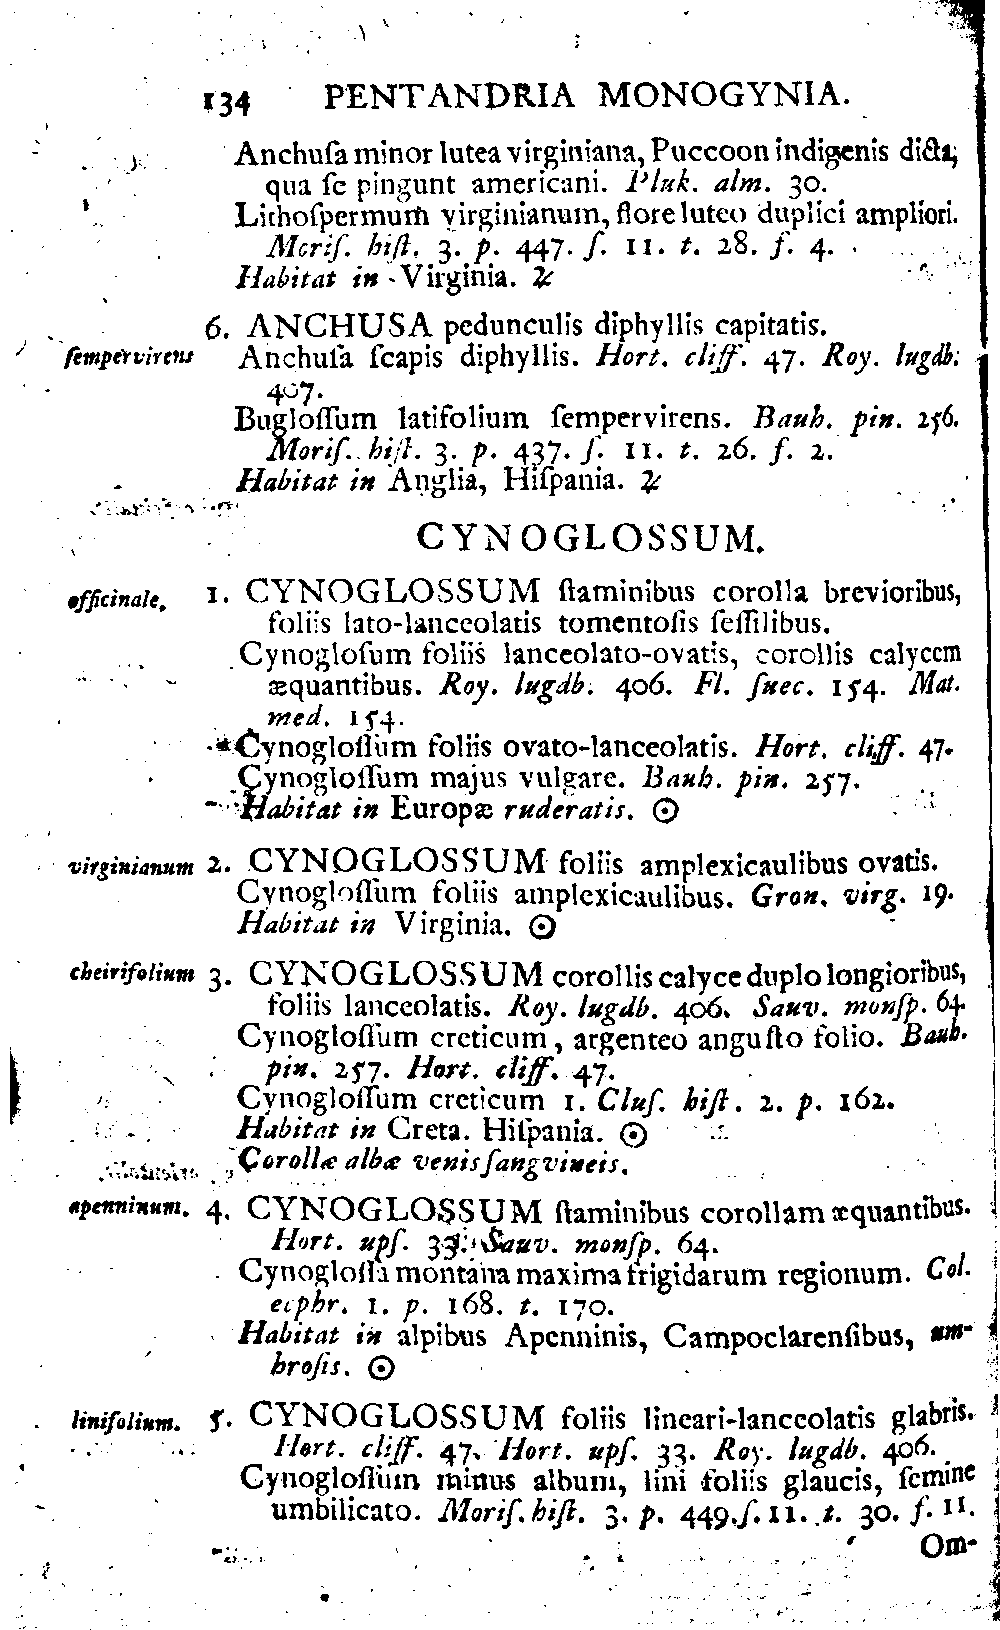 134 PENTANDRIA MONOGYNIA.
Anchuſa minor lutea virginiana, Puccoon indigenis dicta,
qua ſe pingunt americani. Pluk. alm. 30.
Lithoſpermum virginianum, flore luteo duplici ampliori.
Moriſ. hiſt. 3. p. 447. ſ. 11. t. 28. f. 4.
Habitat in Virginia. ♃
6. ANCHUSA pedunculis diphyllis capitatis.
ſempervirens Anchuſa ſcapis diphyllis. Hort. cliff. 47. Roy. lugdb.
407.
Bugloſſum latifolium ſempervirens. Bauh. pin. 256.
Moriſ. hiſt. 3. p. 437. ſ. 11. t. 26. f. 2.
Habitat in Anglia, Hiſpania. ♃
CYNOGLOSSUM.
officinale. 1. CYNOGLOSSUM ſtaminibus corolla brevioribus,
foliis lato-lanceolatis tomentoſis ſeſſilibus.
Cynogloſum foliis lanceolato-ovatis, corollis calycem
æquantibus. Roy. lugdb. 406. Fl. ſuec. 154. Mat.
med. 154.
Cynogloſſum foliis ovato-lanceolatis. Hort. cliff. 47.
Cynogloſſum majus vulgare. Bauh. pin. 257.
Habitat in Europæ ruderatis. ☉
virginianum 2. CYNOGLOSSUM foliis amplexicaulibus ovatis.
Cynogloſſum foliis amplexicaulibus. Gron. virg. 19.
Habitat in Virginia. ☉
cheirifolium 3. CYNOGLOSSUM corollis calyce duplo longioribus,
foliis lanceolatis. Roy. lugdb. 406. Sauv. monſp. 64.
Cynogloſſum creticum, argenteo anguſto folio. Bauh.
pin. 257. Hort. cliff. 47.
Cynogloſſum creticum 1. Cluſ. hiſt. 2. p. 162.
Habitat in Creta. Hiſpania. ☉
Corollæ albæ venis ſangvineis.
apenninum. 4. CYNOGLOSSUM ſtaminibus corollam æquantibus.
Hort. upſ. 33. Sauv. monſp. 64.
Cynogloſſa montana maxima frigidarum regionum. Col.
ecphr. 1. p. 168. t. 170.
Habitat in alpibus Apenninis, Campoclarenſibus, um-
broſis. ☉
linifolium. 5. CYNOGLOSSUM foliis lineari-lanceolatis glabris.
Hort. cliff. 47. Hort. upſ. 33. Roy. lugdb. 406.
Cynogloſſum minus album, lini foliis glaucis, ſemine
umbilicato. Moriſ. hiſt. 3. p. 449. ſ. 11. t. 30. f. 11.
Om-